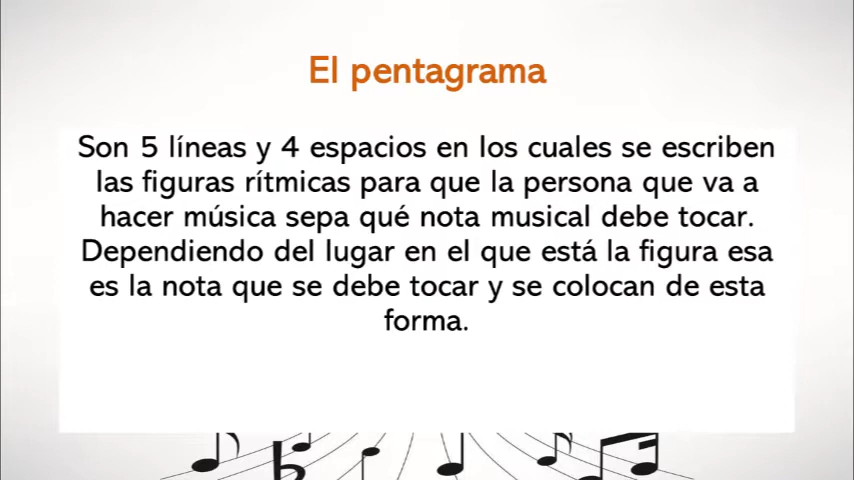 El pentagrama
Son 5 líneas y 4 espacios en los cuales se escriben
las figuras rítmicas para que la persona que va a
hacer música sepa qué nota musical debe tocar.
Dependiendo del lugar en el que está la figura esa
es la nota que se debe tocar y se colocan de esta
forma.